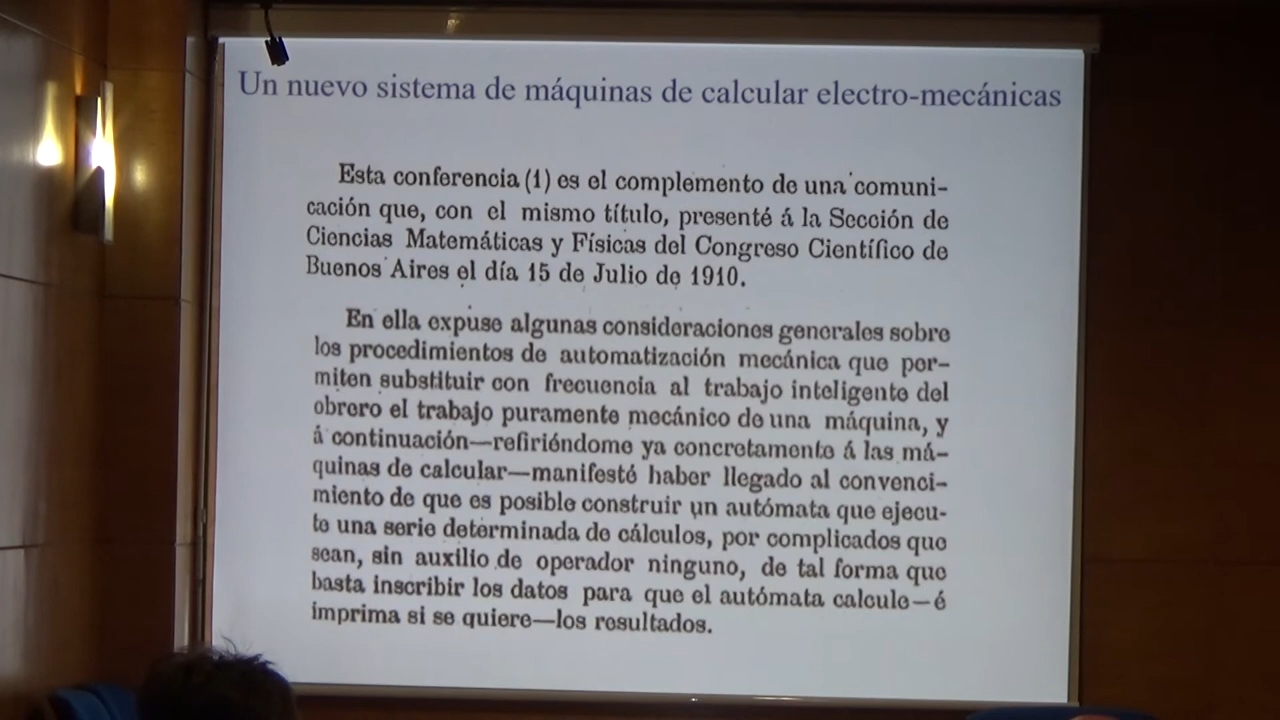 Un nuevo sistema de máquinas de calcular electro-mecánicas
Esta conferencia (1) es el complemento de una comuni-
cación que, con el mismo título, presenté á la Sección de
Ciencias Matemáticas y Físicas del Congreso Científico de
Buenos Aires el día 15 de Julio de 1910.
En ella expuse algunas consideraciones generales sobre
los procedimientos de automatización mecánica que per-
miten substituir con frecuencia al trabajo inteligente del
obrero el trabajo puramente mecánico de una máquina, y
á continuación—refiriéndome ya concretamente á las má-
quinas de calcular—manifesté haber llegado al convenci-
miento de que es posible construir un autómata que ejecu-
te una serie determinada de cálculos, por complicados que
sean, sin auxilio de operador ninguno, de tal forma que
basta inscribir los datos para que el autómata calcule—é
imprima si se quiere—los resultados.